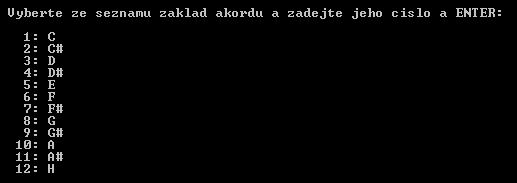 Vyberte ze seznamu zaklad akordu a zadejte jeho cislo a ENTER:
1: C
2: C#
3: D
4: D#
5: E
6: F
7: F#
8: G
9: G#
10: A
11: A#
12: H